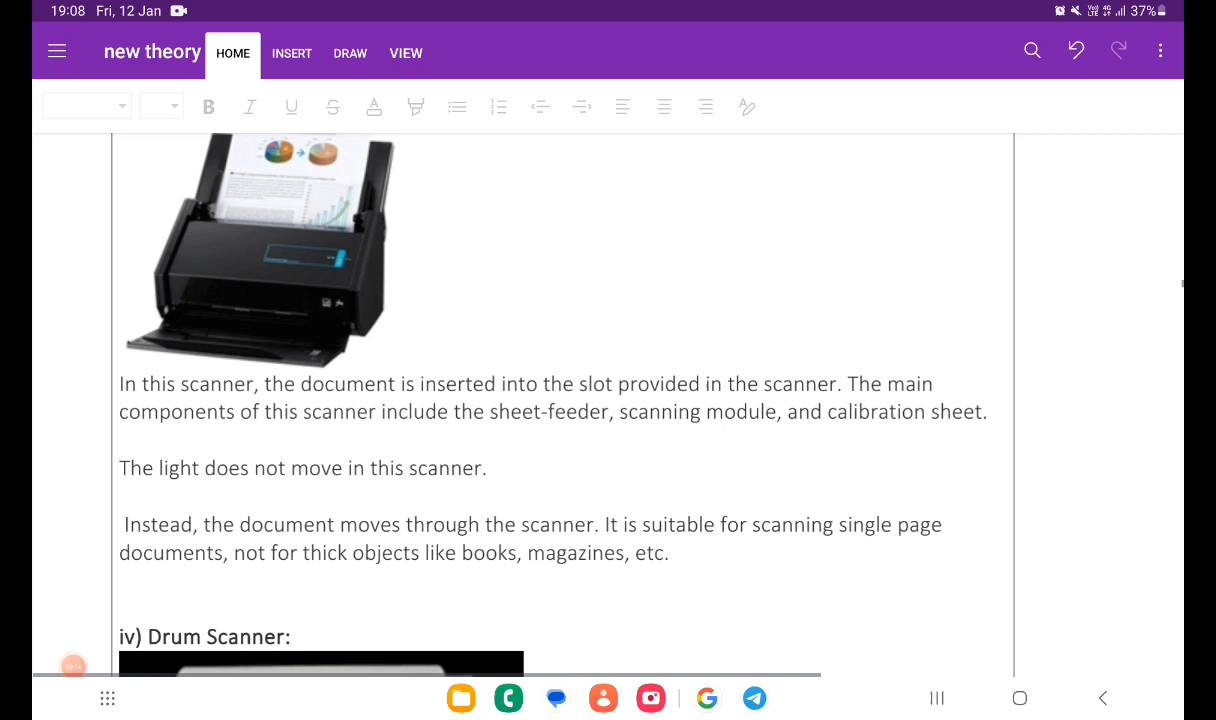 19:08 Fri, 12 Jan 37%
new theory HOME INSERT DRAW VIEW
B I U S A A
In this scanner, the document is inserted into the slot provided in the scanner. The main
components of this scanner include the sheet-feeder, scanning module, and calibration sheet.
The light does not move in this scanner.
Instead, the document moves through the scanner. It is suitable for scanning single page
documents, not for thick objects like books, magazines, etc.
iv) Drum Scanner: